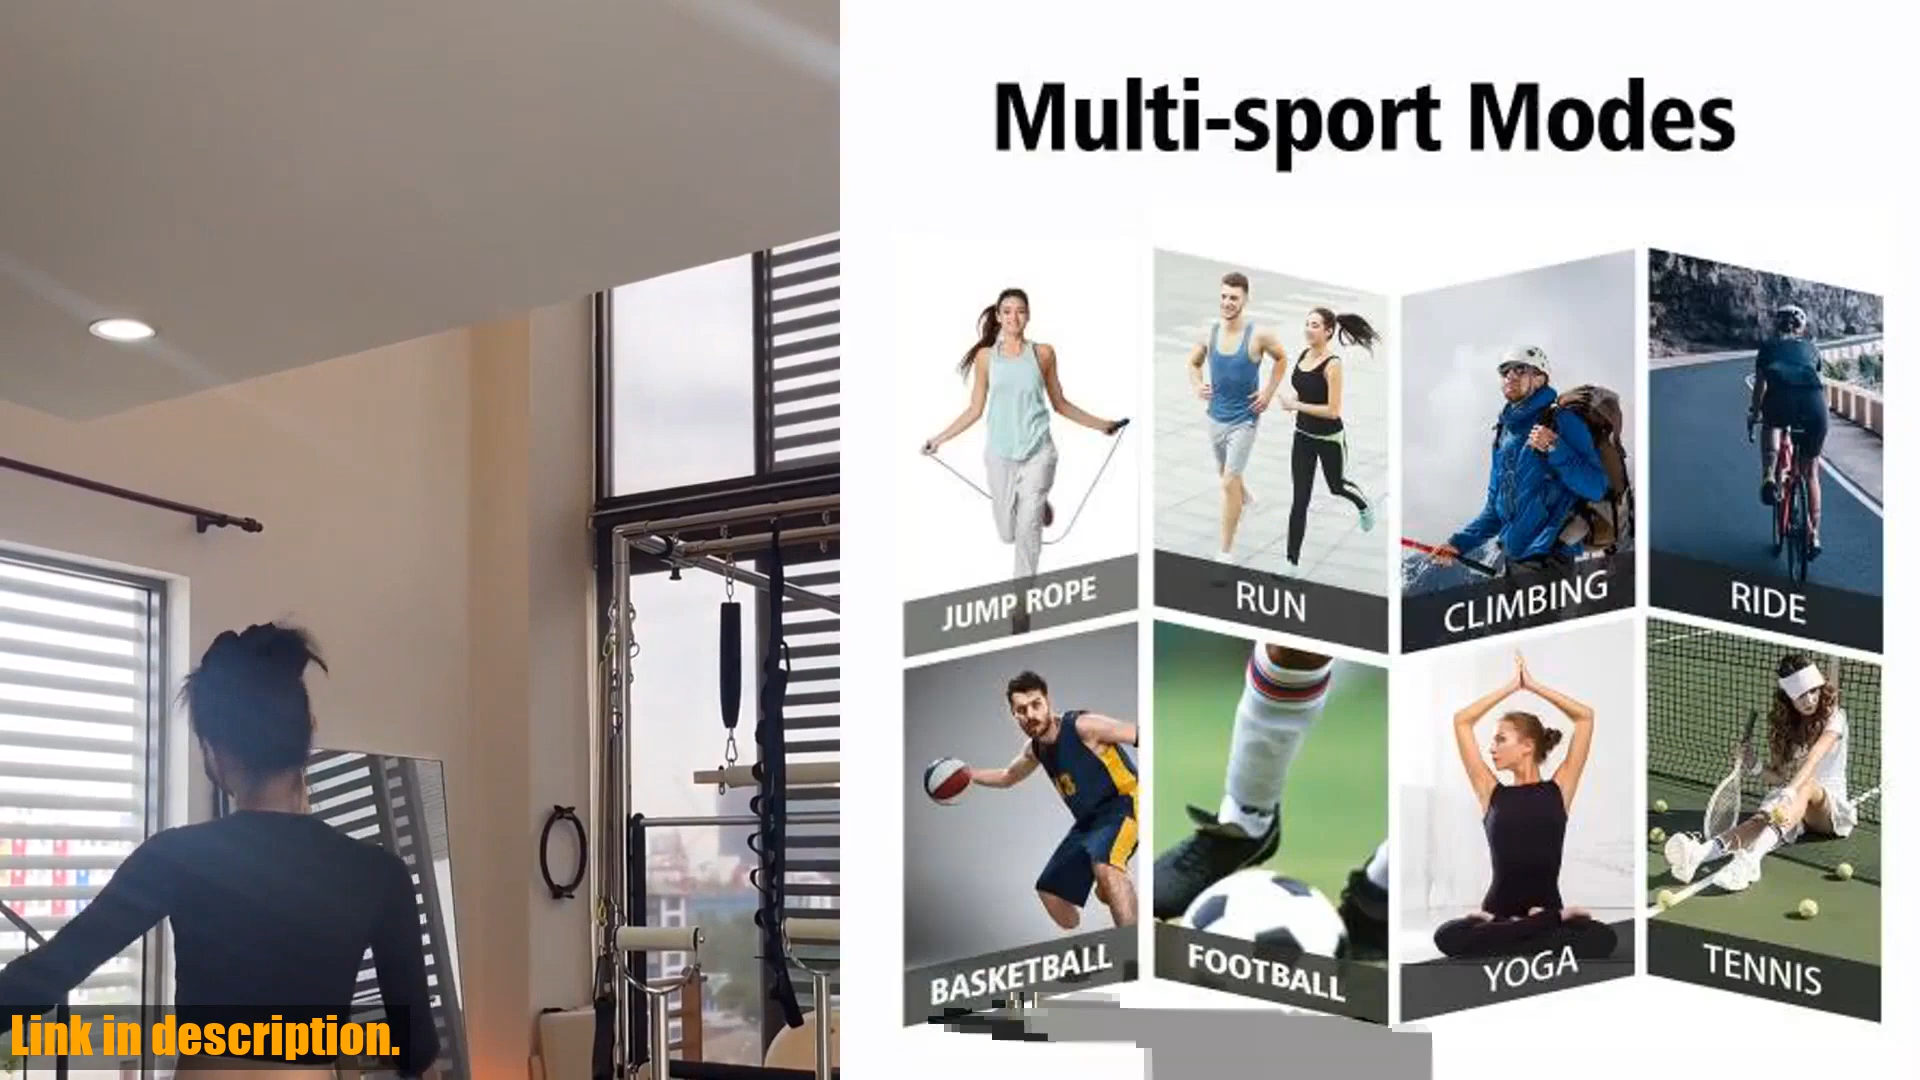 Multi-sport Modes
JUMP ROPE
RUN
CLIMBING
RIDE
BASKETBALL
FOOTBALL
YOGA
TENNIS
Link in description.